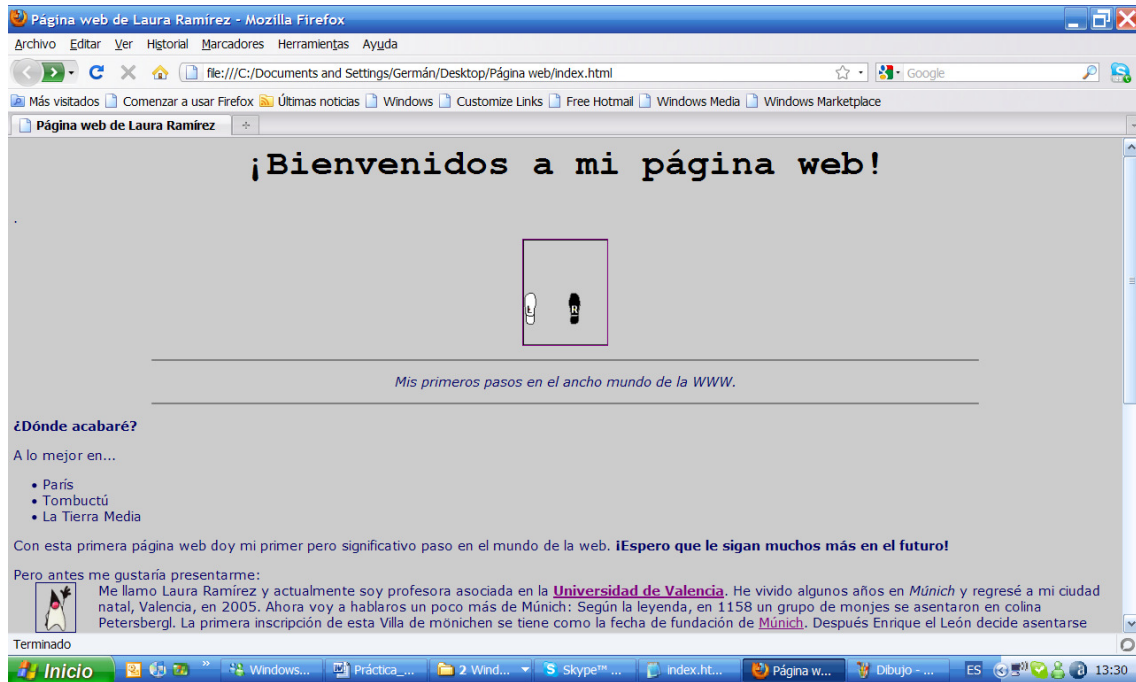 Página web de Laura Ramírez - Mozilla Firefox
Archivo Editar Ver Historial Marcadores Herramientas Ayuda
file:///C:/Documents and Settings/Germán/Desktop/Página web/index.html
Google
Más visitados Comenzar a usar Firefox Últimas noticias Windows Customize Links Free Hotmail Windows Media Windows Marketplace
Página web de Laura Ramírez
¡Bienvenidos a mi página web!
.
L R
Mis primeros pasos en el ancho mundo de la WWW.
¿Dónde acabaré?
A lo mejor en...
• París
• Tombuctú
• La Tierra Media
Con esta primera página web doy mi primer pero significativo paso en el mundo de la web. ¡Espero que le sigan muchos más en el futuro!
Pero antes me gustaría presentarme:
Me llamo Laura Ramírez y actualmente soy profesora asociada en la Universidad de Valencia. He vivido algunos años en Múnich y regresé a mi ciudad
natal, Valencia, en 2005. Ahora voy a hablaros un poco más de Múnich: Según la leyenda, en 1158 un grupo de monjes se asentaron en colina
Petersbergl. La primera inscripción de esta Villa de mönichen se tiene como la fecha de fundación de Múnich. Después Enrique el León decide asentarse
Terminado
Inicio » Windows... Práctica_... 2 Wind... Skype™ ... index.ht... Página w... Dibujo - ... ES 13:30